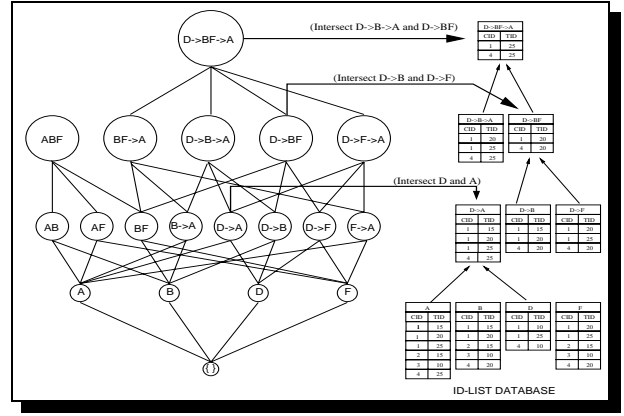 D->BF->A
(Intersect D->B->A and D->BF)
D->BF->A
CID TID
1 25
4 25
(Intersect D->B and D->F)
ABF
BF->A
D->B->A
D->BF
D->F->A
D->B->A
CID TID
1 20
1 25
4 25
D->BF
CID TID
1 20
4 20
(Intersect D and A)
AB
AF
BF
B->A
D->A
D->B
D->F
F->A
D->A
CID TID
1 15
1 20
1 25
4 25
D->B
CID TID
1 15
1 20
4 20
D->F
CID TID
1 20
1 25
4 20
A
B
D
F
A
CID TID
1 15
1 20
1 25
2 15
3 10
4 25
B
CID TID
1 15
1 20
2 15
3 10
4 20
D
CID TID
1 10
1 25
4 10
F
CID TID
1 20
1 25
2 15
3 10
4 20
{ }
ID-LIST DATABASE